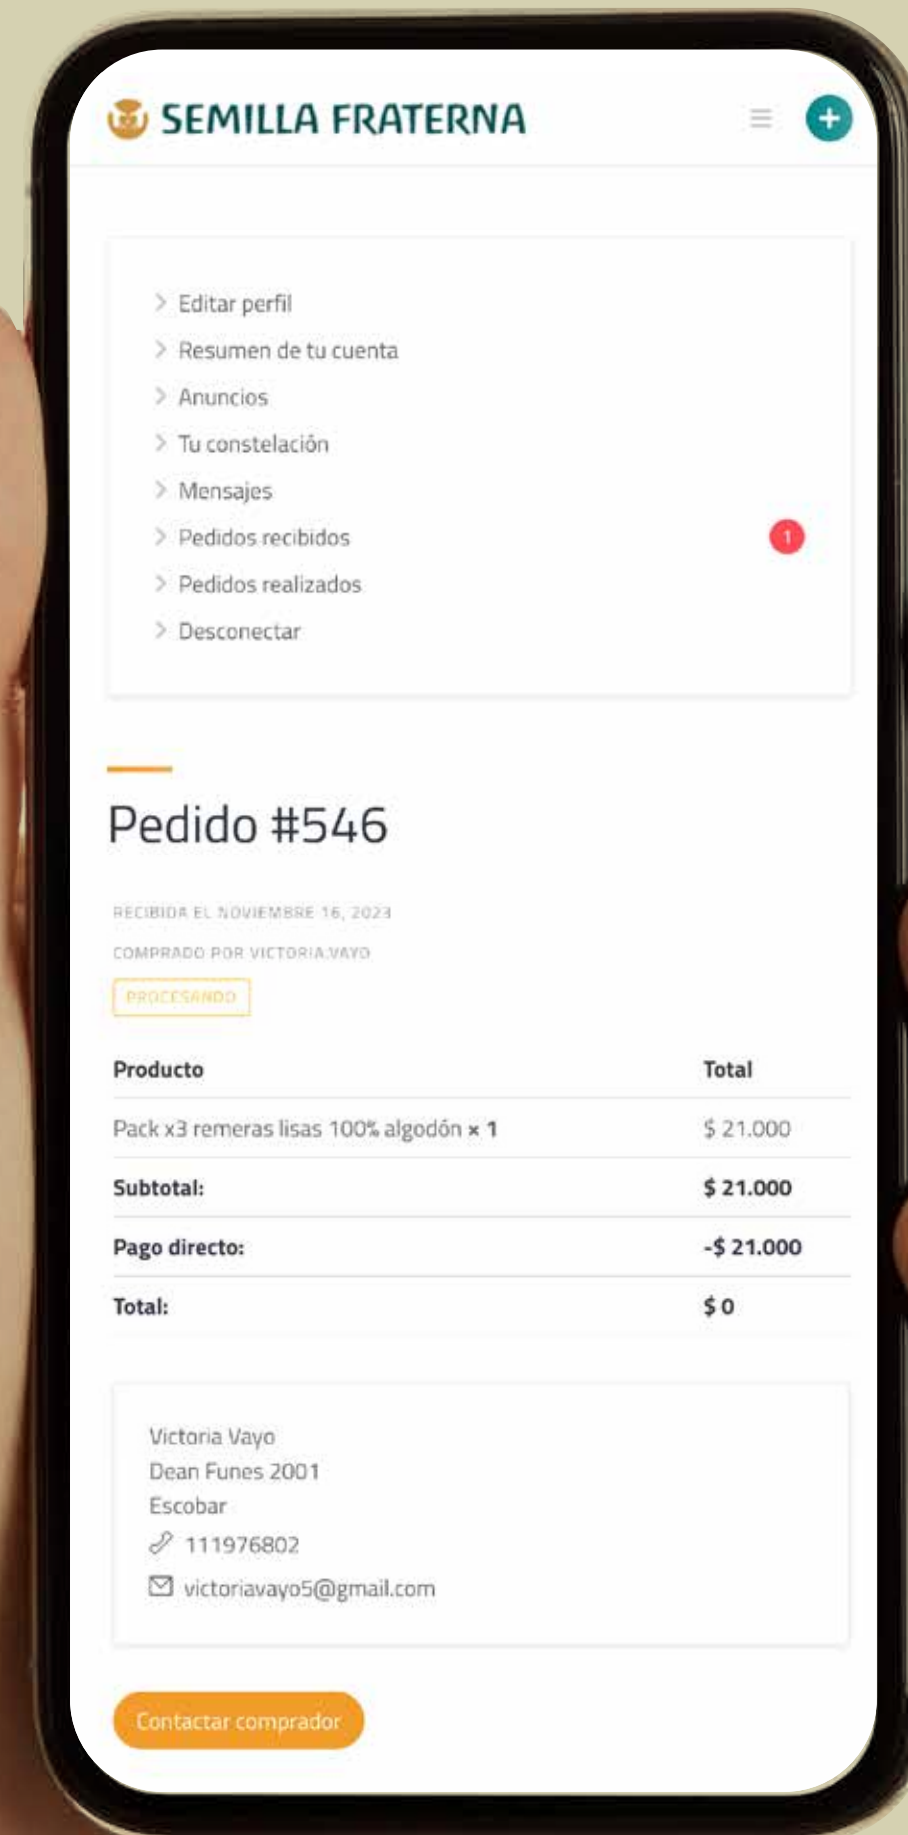 SEMILLA FRATERNA
Editar perfil
Resumen de tu cuenta
Anuncios
Tu constelación
Mensajes
Pedidos recibidos 1
Pedidos realizados
Desconectar
Pedido #546
RECIBIDA EL NOVIEMBRE 16, 2023
COMPRADO POR VICTORIA.VAYO
PROCESANDO
Producto Total
Pack x3 remeras lisas 100% algodón × 1 $ 21.000
Subtotal: $ 21.000
Pago directo: -$ 21.000
Total: $ 0
Victoria Vayo
Dean Funes 2001
Escobar
111976802
victoriavayo5@gmail.com
Contactar comprador